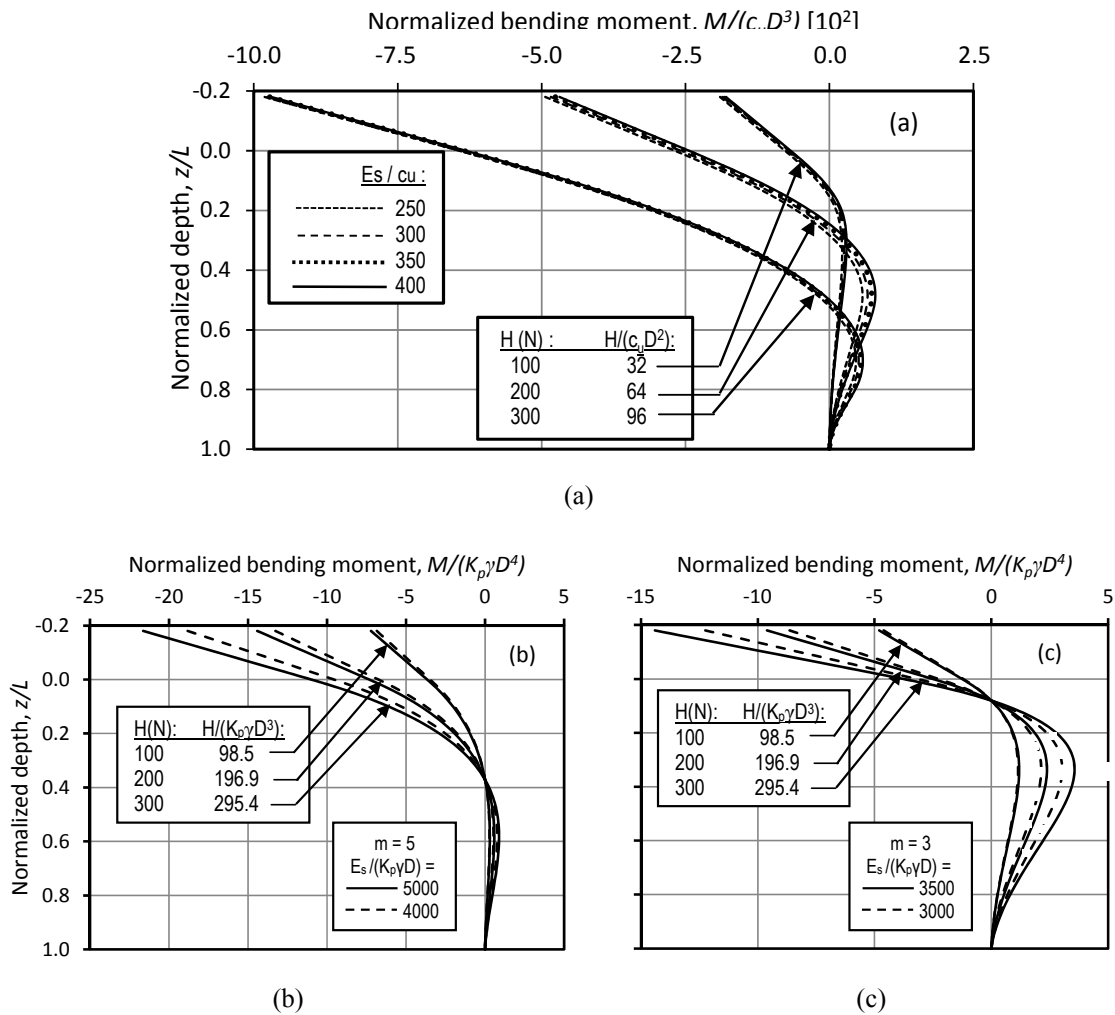 Normalized bending moment, M/(cᵤD³) [10²]
-10.0 -7.5 -5.0 -2.5 0.0 2.5
Normalized depth, z/L
-0.2
0.0
0.2
0.4
0.6
0.8
1.0
(a)
Es / cu :
250
300
350
400
H (N) : H/(cᵤD²):
100 32
200 64
300 96
(a)
Normalized bending moment, M/(KₚγD⁴)
-25 -20 -15 -10 -5 0 5
Normalized depth, z/L
-0.2
0.0
0.2
0.4
0.6
0.8
1.0
(b)
H(N): H/(KₚγD³):
100 98.5
200 196.9
300 295.4
m = 5
Eₛ/(KₚγD) =
5000
4000
(b)
Normalized bending moment, M/(KₚγD⁴)
-15 -10 -5 0 5
(c)
H(N): H/(KₚγD³):
100 98.5
200 196.9
300 295.4
m = 3
Eₛ/(KₚγD) =
3500
3000
(c)